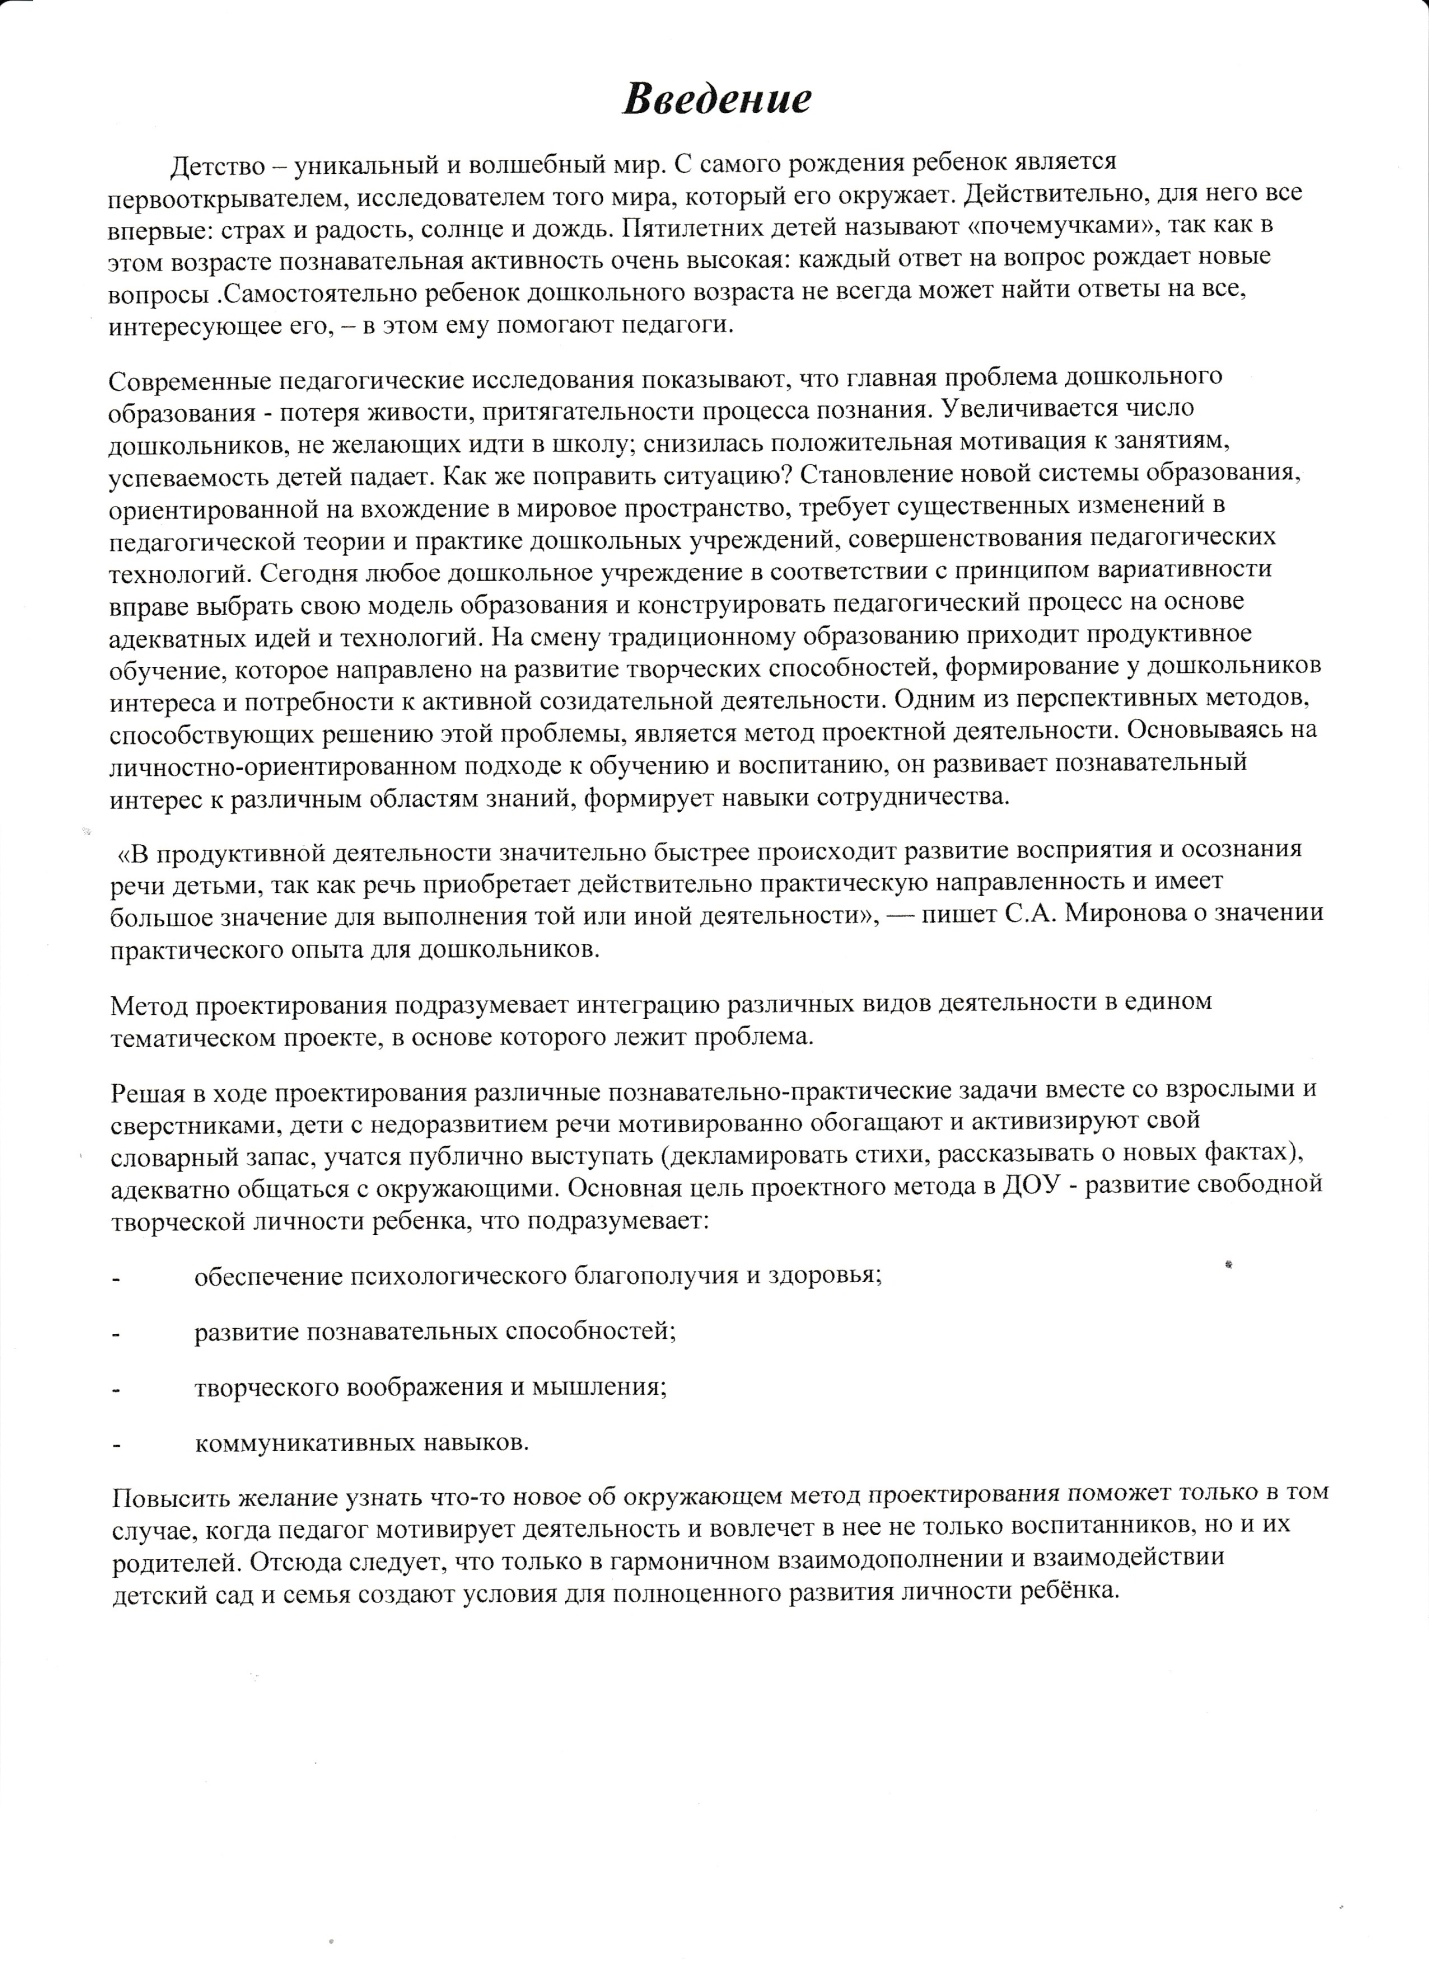 Введение
Детство – уникальный и волшебный мир. С самого рождения ребенок является
первооткрывателем, исследователем того мира, который его окружает. Действительно, для него все
впервые: страх и радость, солнце и дождь. Пятилетних детей называют «почемучками», так как в
этом возрасте познавательная активность очень высокая: каждый ответ на вопрос рождает новые
вопросы .Самостоятельно ребенок дошкольного возраста не всегда может найти ответы на все,
интересующее его, – в этом ему помогают педагоги.
Современные педагогические исследования показывают, что главная проблема дошкольного
образования - потеря живости, притягательности процесса познания. Увеличивается число
дошкольников, не желающих идти в школу; снизилась положительная мотивация к занятиям,
успеваемость детей падает. Как же поправить ситуацию? Становление новой системы образования,
ориентированной на вхождение в мировое пространство, требует существенных изменений в
педагогической теории и практике дошкольных учреждений, совершенствования педагогических
технологий. Сегодня любое дошкольное учреждение в соответствии с принципом вариативности
вправе выбрать свою модель образования и конструировать педагогический процесс на основе
адекватных идей и технологий. На смену традиционному образованию приходит продуктивное
обучение, которое направлено на развитие творческих способностей, формирование у дошкольников
интереса и потребности к активной созидательной деятельности. Одним из перспективных методов,
способствующих решению этой проблемы, является метод проектной деятельности. Основываясь на
личностно-ориентированном подходе к обучению и воспитанию, он развивает познавательный
интерес к различным областям знаний, формирует навыки сотрудничества.
«В продуктивной деятельности значительно быстрее происходит развитие восприятия и осознания
речи детьми, так как речь приобретает действительно практическую направленность и имеет
большое значение для выполнения той или иной деятельности», — пишет С.А. Миронова о значении
практического опыта для дошкольников.
Метод проектирования подразумевает интеграцию различных видов деятельности в едином
тематическом проекте, в основе которого лежит проблема.
Решая в ходе проектирования различные познавательно-практические задачи вместе со взрослыми и
сверстниками, дети с недоразвитием речи мотивированно обогащают и активизируют свой
словарный запас, учатся публично выступать (декламировать стихи, рассказывать о новых фактах),
адекватно общаться с окружающими. Основная цель проектного метода в ДОУ - развитие свободной
творческой личности ребенка, что подразумевает:
- обеспечение психологического благополучия и здоровья;
- развитие познавательных способностей;
- творческого воображения и мышления;
- коммуникативных навыков.
Повысить желание узнать что-то новое об окружающем метод проектирования поможет только в том
случае, когда педагог мотивирует деятельность и вовлечет в нее не только воспитанников, но и их
родителей. Отсюда следует, что только в гармоничном взаимодополнении и взаимодействии
детский сад и семья создают условия для полноценного развития личности ребёнка.